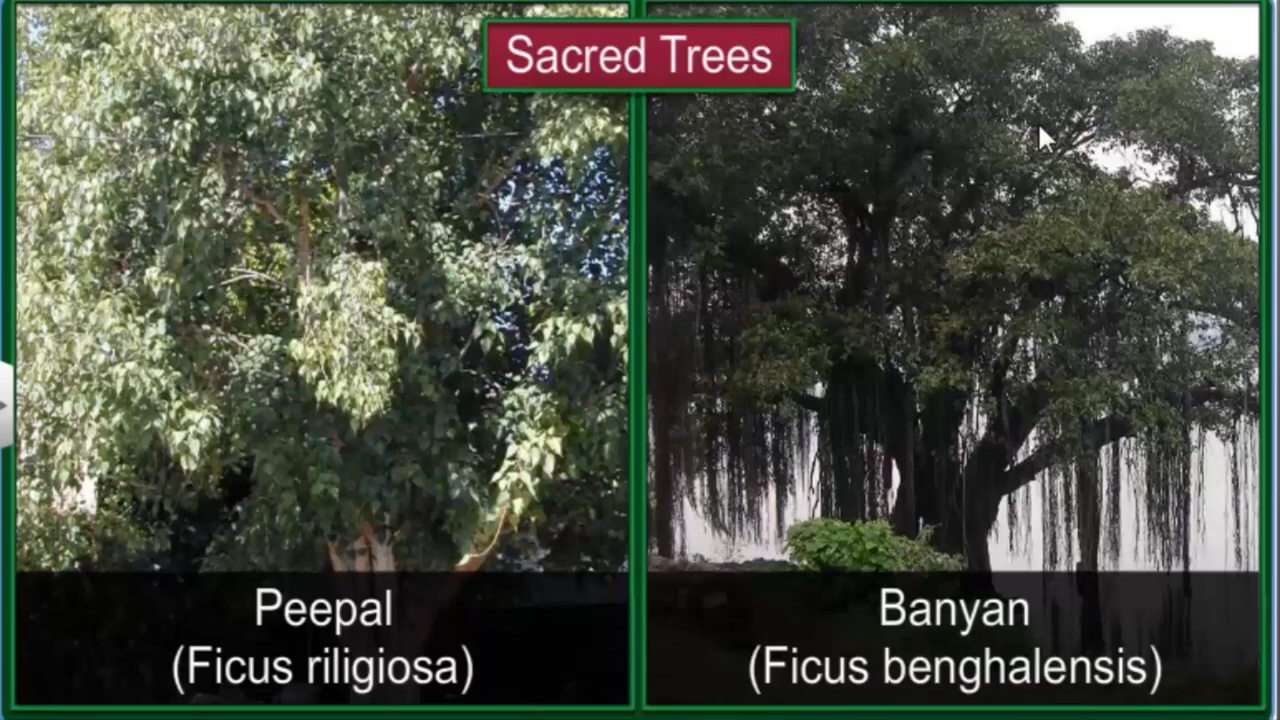 Sacred Trees
Peepal
(Ficus riligiosa)
Banyan
(Ficus benghalensis)